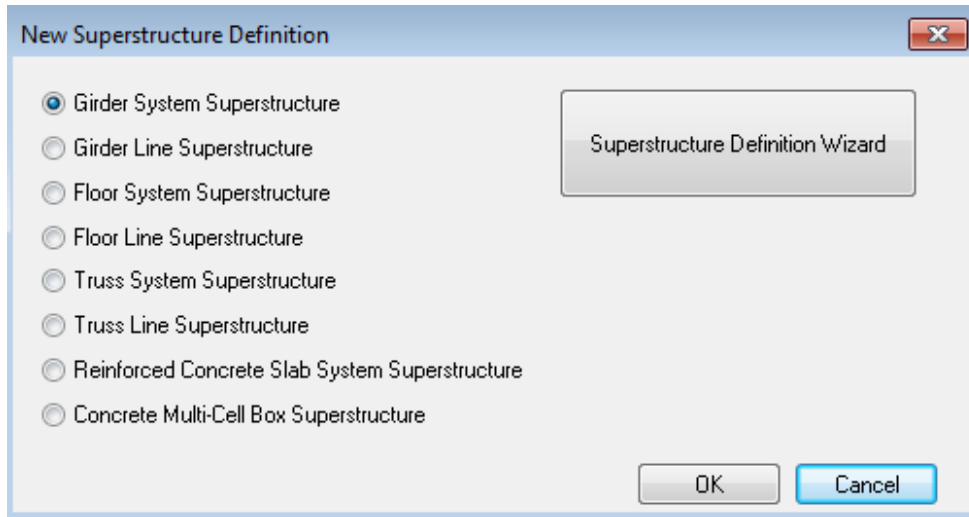 New Superstructure Definition
Girder System Superstructure
Superstructure Definition Wizard
Girder Line Superstructure
Floor System Superstructure
Floor Line Superstructure
Truss System Superstructure
Truss Line Superstructure
Reinforced Concrete Slab System Superstructure
Concrete Multi-Cell Box Superstructure
OK
Cancel